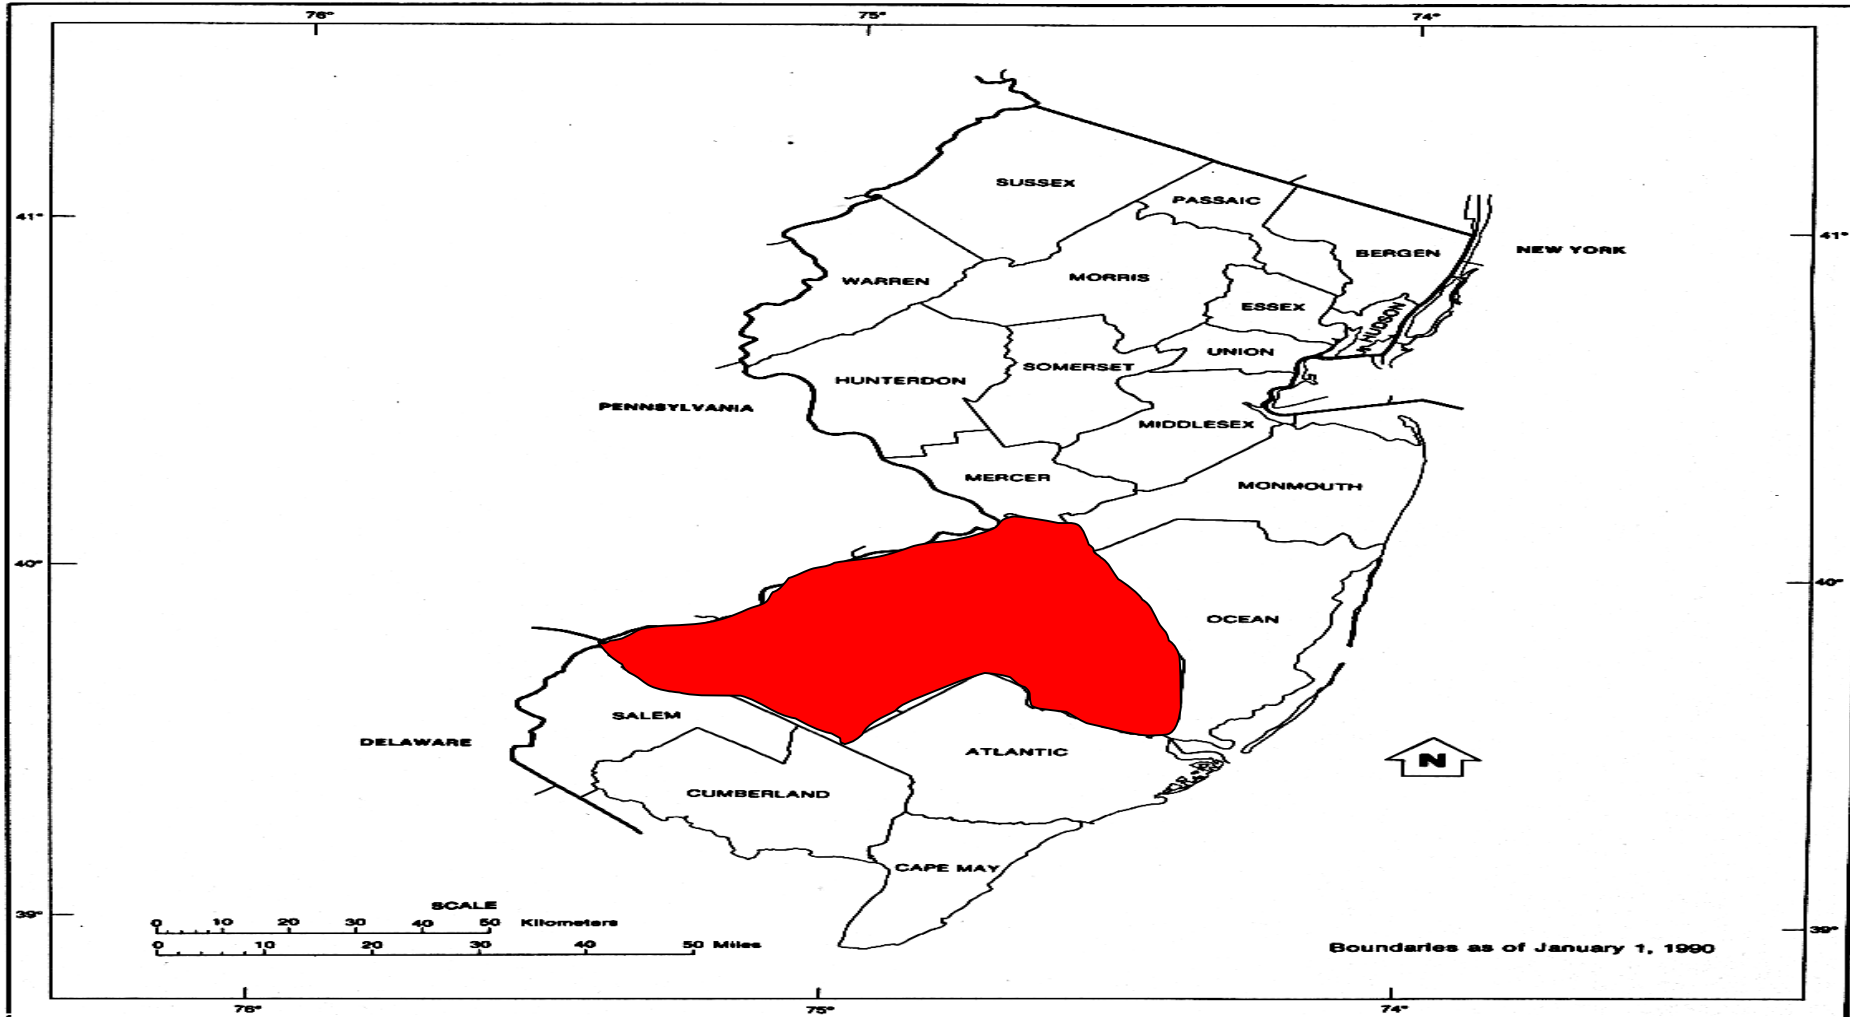 76° 75° 74°
SUSSEX
PASSAIC
41°
41°
BERGEN
NEW YORK
WARREN
MORRIS
ESSEX
HUDSON
UNION
SOMERSET
HUNTERDON
PENNSYLVANIA
MIDDLESEX
MERCER
MONMOUTH
40°
40°
OCEAN
SALEM
DELAWARE
ATLANTIC
N
CUMBERLAND
CAPE MAY
SCALE
39°
0 10 20 30 40 50 Kilometers
39°
0 10 20 30 40 50 Miles
Boundaries as of January 1, 1990
76° 75° 74°